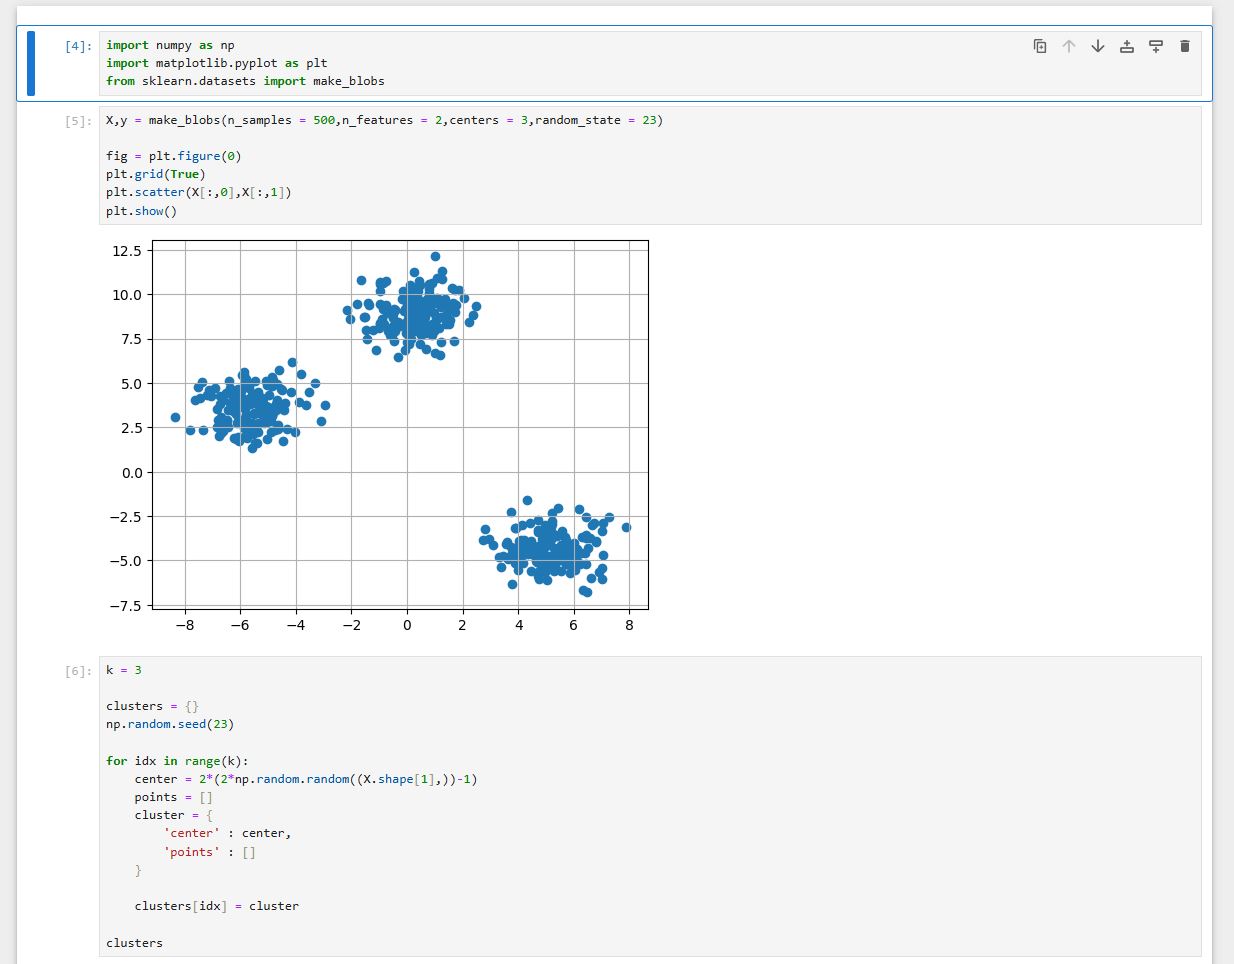 [4]: import numpy as np
import matplotlib.pyplot as plt
from sklearn.datasets import make_blobs
[5]: X,y = make_blobs(n_samples = 500,n_features = 2,centers = 3,random_state = 23)
fig = plt.figure(0)
plt.grid(True)
plt.scatter(X[:,0],X[:,1])
plt.show()
12.5
10.0
7.5
5.0
2.5
0.0
−2.5
−5.0
−7.5
−8 −6 −4 −2 0 2 4 6 8
[6]: k = 3
clusters = {}
np.random.seed(23)
for idx in range(k):
    center = 2*(2*np.random.random((X.shape[1],))-1)
    points = []
    cluster = {
        'center' : center,
        'points' : []
    }
    clusters[idx] = cluster
clusters